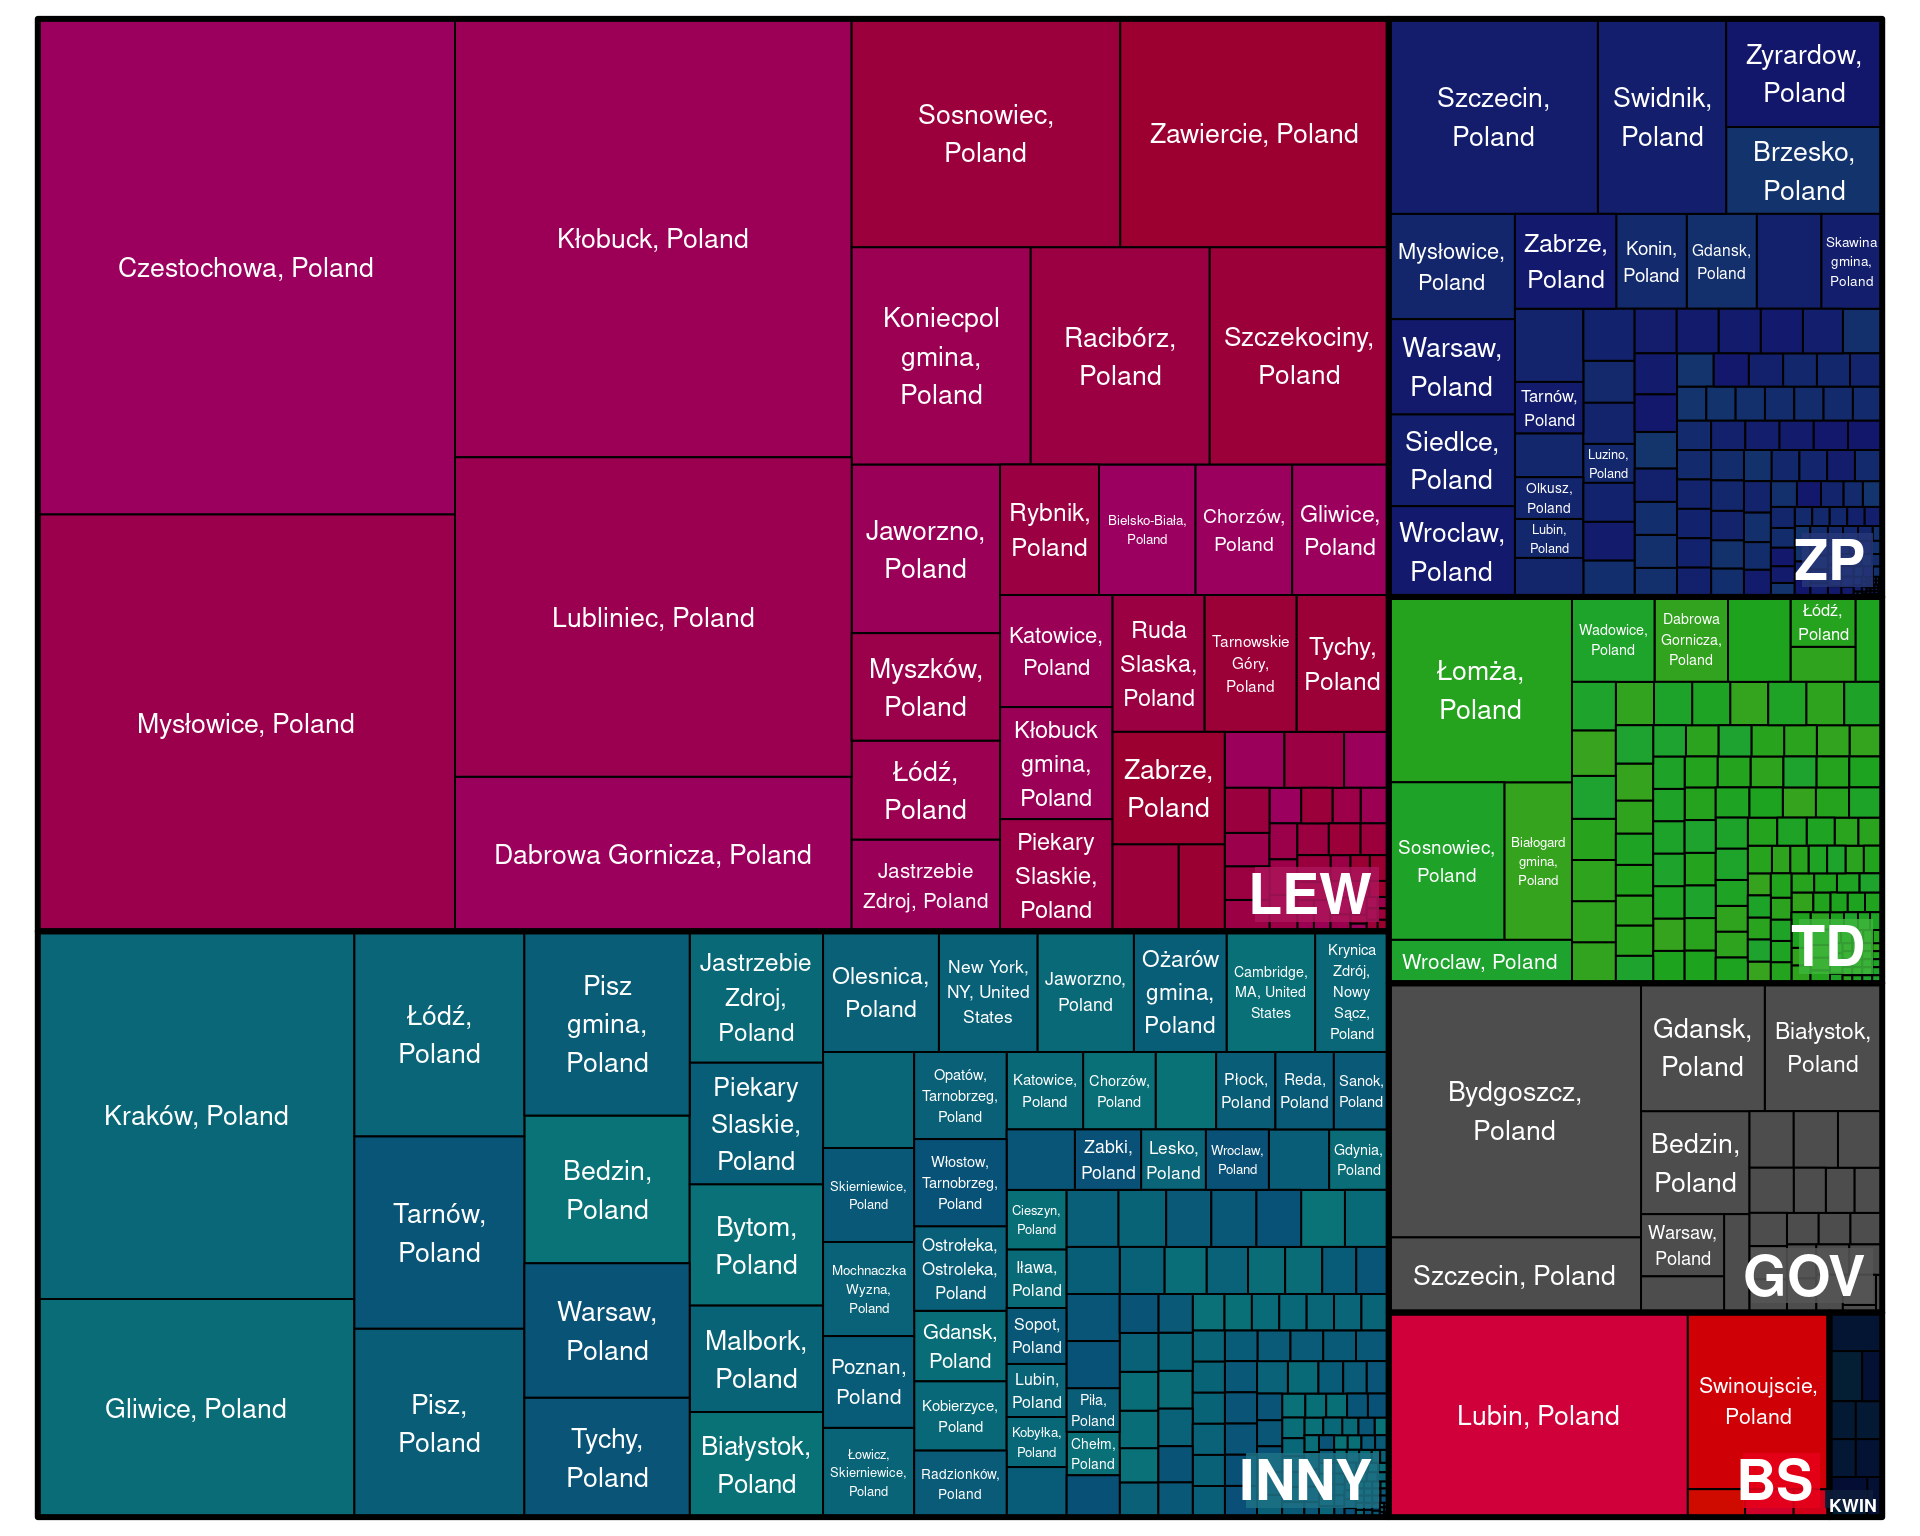 Czestochowa, Poland
Mysłowice, Poland
Kłobuck, Poland
Lubliniec, Poland
Dabrowa Gornicza, Poland
Sosnowiec,
Poland
Zawiercie, Poland
Koniecpol
gmina,
Poland
Racibórz,
Poland
Szczekociny,
Poland
Jaworzno,
Poland
Myszków,
Poland
Łódź,
Poland
Jastrzebie
Zdroj, Poland
Rybnik,
Poland
Bielsko-Biała,
Poland
Chorzów,
Poland
Gliwice,
Poland
Katowice,
Poland
Kłobuck
gmina,
Poland
Piekary
Slaskie,
Poland
Ruda
Slaska,
Poland
Tarnowskie
Góry,
Poland
Tychy,
Poland
Zabrze,
Poland
LEW
Szczecin,
Poland
Swidnik,
Poland
Zyrardow,
Poland
Brzesko,
Poland
Mysłowice,
Poland
Warsaw,
Poland
Siedlce,
Poland
Wroclaw,
Poland
Zabrze,
Poland
Konin,
Poland
Gdansk,
Poland
Skawina
gmina,
Poland
Tarnów,
Poland
Olkusz,
Poland
Lubin,
Poland
Luzino,
Poland
ZP
Łomża,
Poland
Sosnowiec,
Poland
Białogard
gmina,
Poland
Wroclaw, Poland
Wadowice,
Poland
Dabrowa
Gornicza,
Poland
Łódź,
Poland
TD
Kraków, Poland
Gliwice, Poland
Łódź,
Poland
Tarnów,
Poland
Pisz,
Poland
Pisz
gmina,
Poland
Bedzin,
Poland
Warsaw,
Poland
Tychy,
Poland
Jastrzebie
Zdroj,
Poland
Piekary
Slaskie,
Poland
Bytom,
Poland
Malbork,
Poland
Białystok,
Poland
Olesnica,
Poland
New York,
NY, United
States
Jaworzno,
Poland
Ożarów
gmina,
Poland
Cambridge,
MA, United
States
Krynica
Zdrój,
Nowy
Sącz,
Poland
Skierniewice,
Poland
Mochnaczka
Wyzna,
Poland
Poznan,
Poland
Łowicz,
Skierniewice,
Poland
Opatów,
Tarnobrzeg,
Poland
Włostow,
Tarnobrzeg,
Poland
Ostrołeka,
Ostroleka,
Poland
Gdansk,
Poland
Kobierzyce,
Poland
Radzionków,
Poland
Katowice,
Poland
Chorzów,
Poland
Płock,
Poland
Reda,
Poland
Sanok,
Poland
Zabki,
Poland
Lesko,
Poland
Wroclaw,
Poland
Gdynia,
Poland
Cieszyn,
Poland
Iława,
Poland
Sopot,
Poland
Lubin,
Poland
Kobyłka,
Poland
Piła,
Poland
Chełm,
Poland
INNY
Bydgoszcz,
Poland
Szczecin, Poland
Gdansk,
Poland
Białystok,
Poland
Bedzin,
Poland
Warsaw,
Poland
GOV
Lubin, Poland
Swinoujscie,
Poland
BS
KWIN